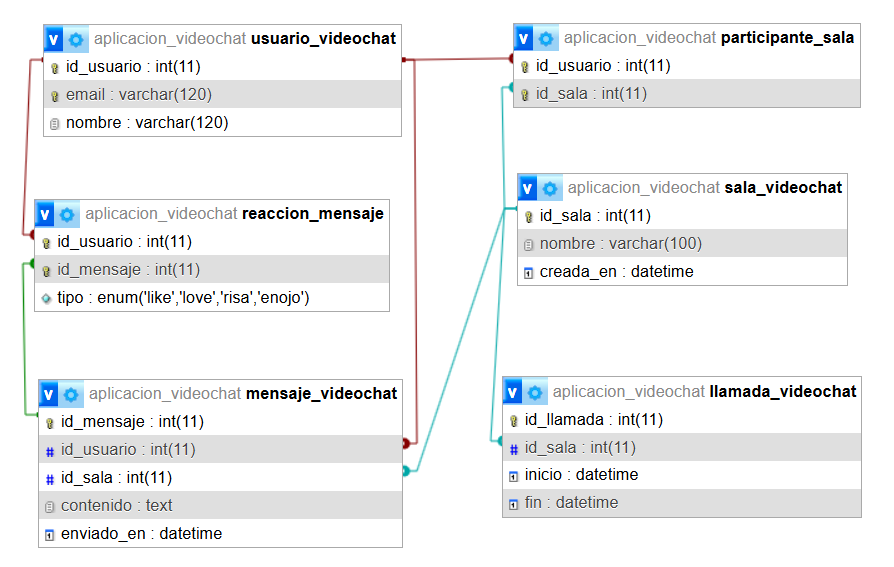 aplicacion_videochat usuario_videochat
id_usuario : int(11)
email : varchar(120)
nombre : varchar(120)
aplicacion_videochat participante_sala
id_usuario : int(11)
id_sala : int(11)
aplicacion_videochat reaccion_mensaje
id_usuario : int(11)
id_mensaje : int(11)
tipo : enum('like','love','risa','enojo')
aplicacion_videochat sala_videochat
id_sala : int(11)
nombre : varchar(100)
creada_en : datetime
aplicacion_videochat mensaje_videochat
id_mensaje : int(11)
id_usuario : int(11)
id_sala : int(11)
contenido : text
enviado_en : datetime
aplicacion_videochat llamada_videochat
id_llamada : int(11)
id_sala : int(11)
inicio : datetime
fin : datetime